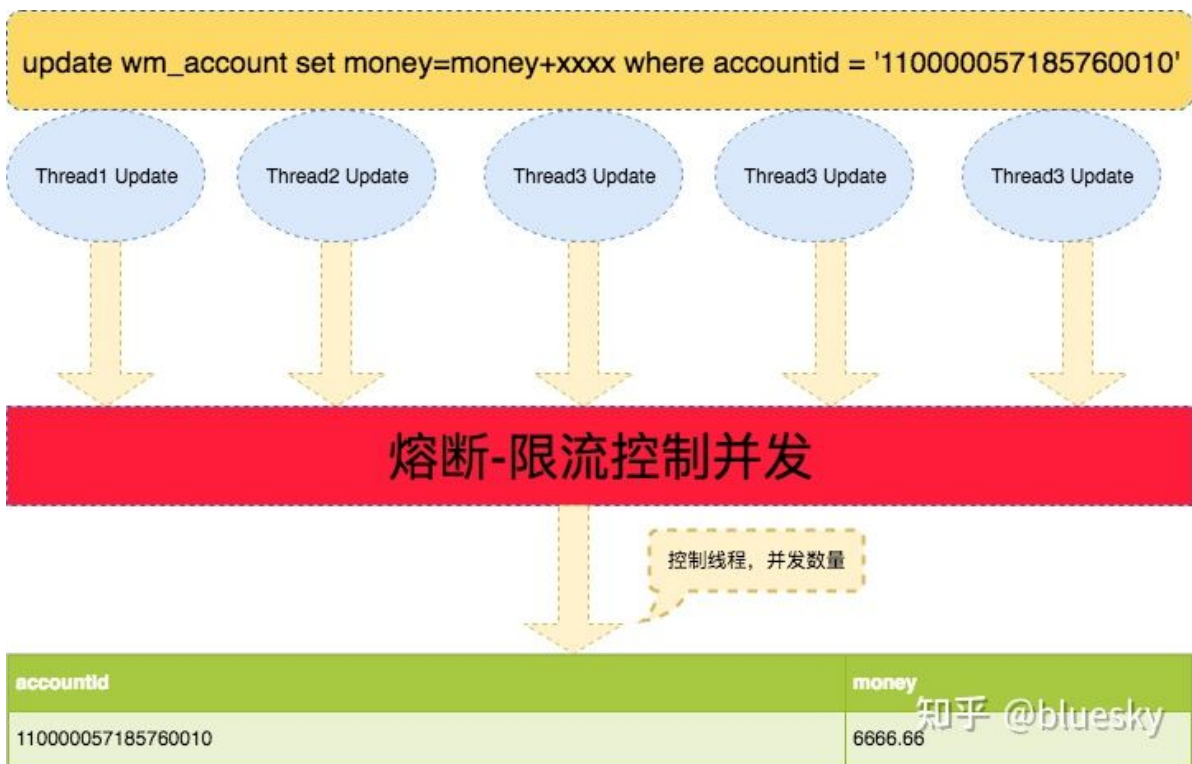 update wm_account set money=money+xxxx where accountid = '110000057185760010'
Thread1 Update Thread2 Update Thread3 Update Thread3 Update Thread3 Update
熔断-限流控制并发
控制线程，并发数量
accountid money
110000057185760010 6666.66
知乎 @bluesky